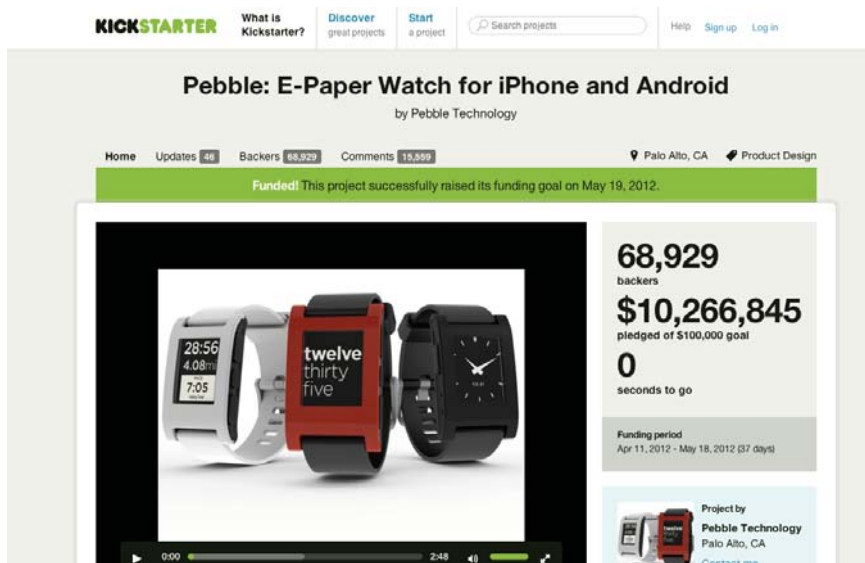 KICKSTARTER
What is
Kickstarter?
Discover
great projects
Start
a project
Search projects
Help Sign up Log in
Pebble: E-Paper Watch for iPhone and Android
by Pebble Technology
Home Updates 46 Backers 68,929 Comments 15,559
Palo Alto, CA Product Design
Funded! This project successfully raised its funding goal on May 19, 2012.
28:56
4.08mi
7:05
twelve
thirty
five
68,929
backers
$10,266,845
pledged of $100,000 goal
0
seconds to go
Funding period
Apr 11, 2012 - May 18, 2012 (37 days)
Project by
Pebble Technology
Palo Alto, CA
Contact me
0:00 2:48